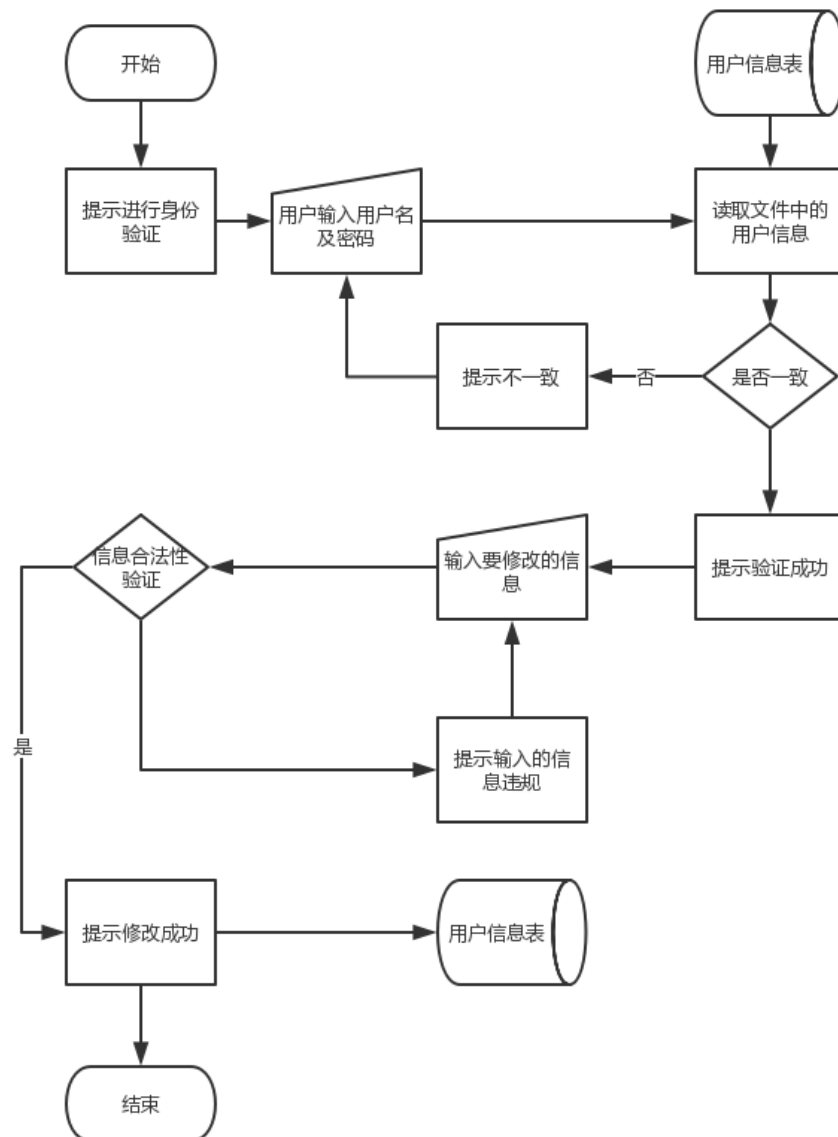 开始
用户信息表
提示进行身份
验证
用户输入用户名
及密码
读取文件中的
用户信息
提示不一致
否
是否一致
信息合法性
验证
输入要修改的信
息
提示验证成功
是
提示输入的信
息违规
提示修改成功
用户信息表
结束